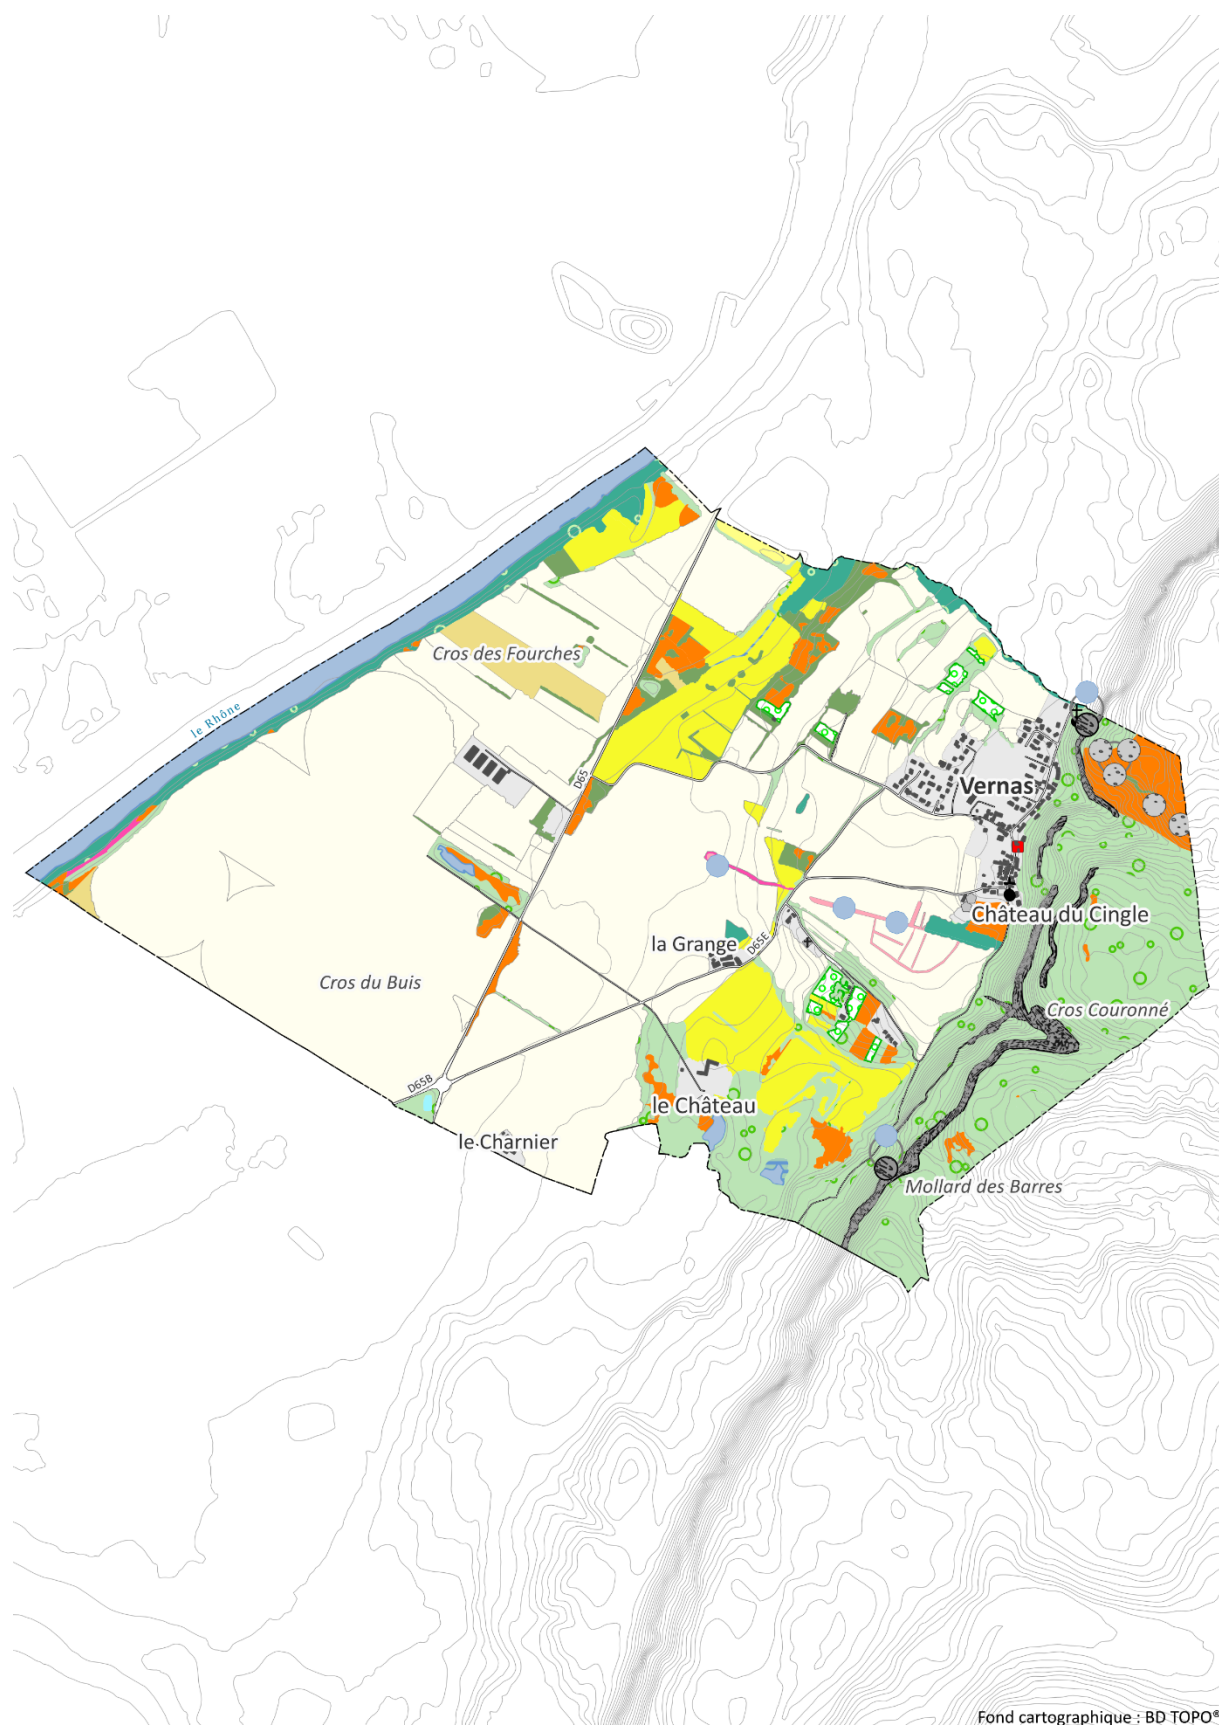 Cros des Fourches
le Rhône
D65
Vernas
Château du Cingle
la Grange
D65E
Cros du Buis
Cros Couronné
D65B
le Château
le Charnier
Mollard des Barres
Fond cartographique : BD TOPO®